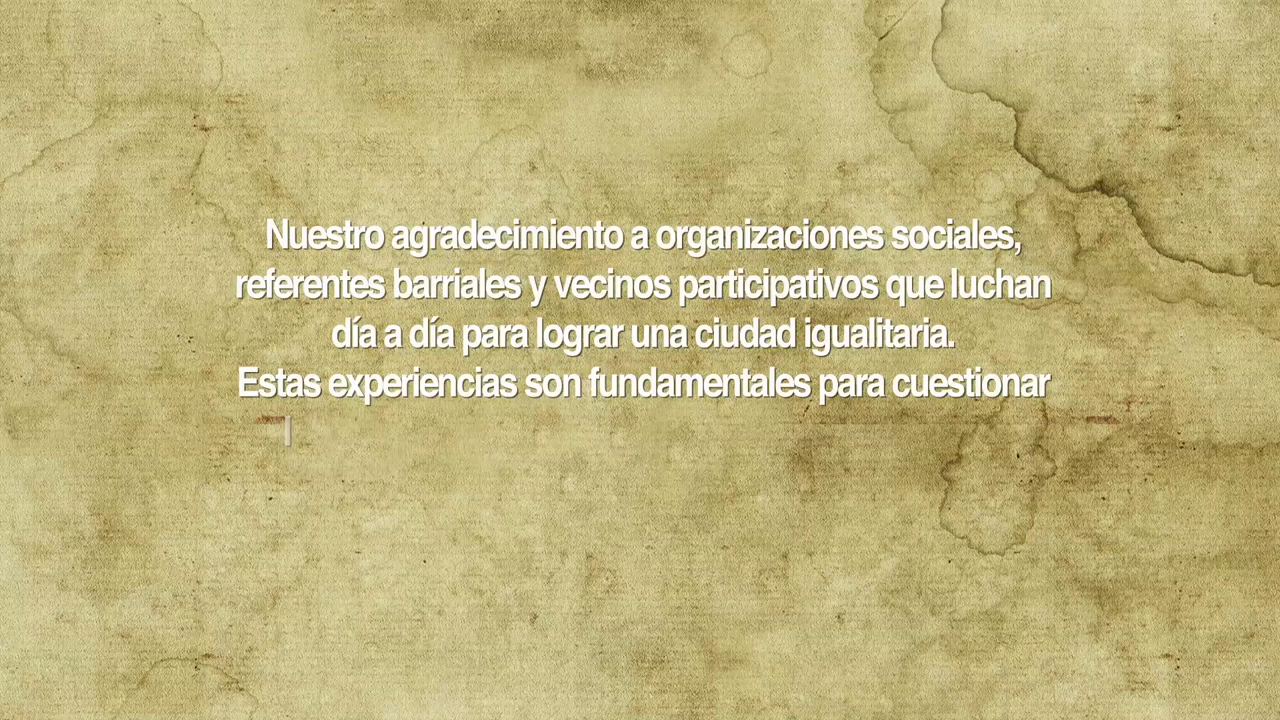 Nuestro agradecimiento a organizaciones sociales,
referentes barriales y vecinos participativos que luchan
día a día para lograr una ciudad igualitaria.
Estas experiencias son fundamentales para cuestionar